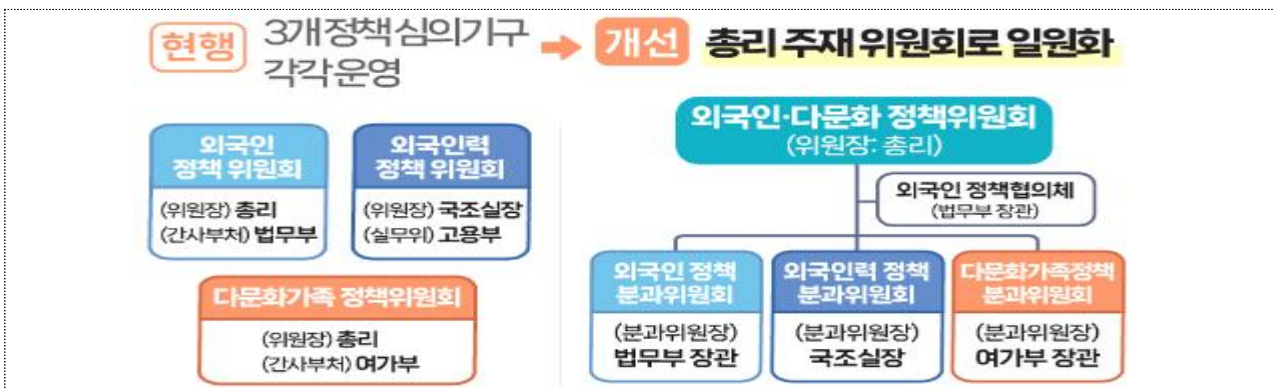 현행
3개 정책 심의기구
각각 운영
개선
총리 주재 위원회로 일원화
외국인
정책 위원회
(위원장) 총리
(간사부처) 법무부
외국인력
정책 위원회
(위원장) 국조실장
(실무위) 고용부
다문화가족 정책위원회
(위원장) 총리
(간사부처) 여가부
외국인·다문화 정책위원회
(위원장: 총리)
외국인 정책협의체
(법무부 장관)
외국인 정책
분과위원회
(분과위원장)
법무부 장관
외국인력 정책
분과위원회
(분과위원장)
국조실장
다문화가족정책
분과위원회
(분과위원장)
여가부 장관